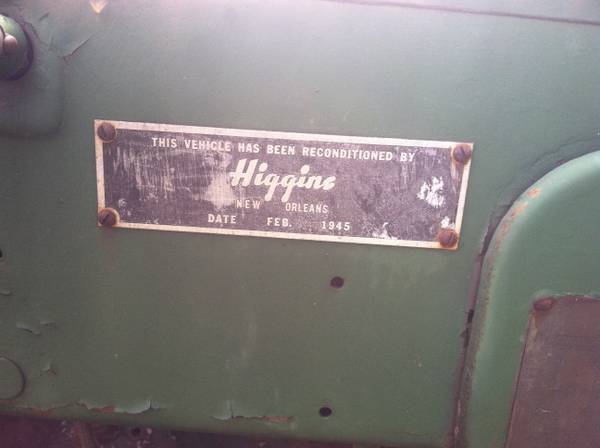 THIS VEHICLE HAS BEEN RECONDITIONED BY
Higgins
NEW ORLEANS
DATE FEB. 1945